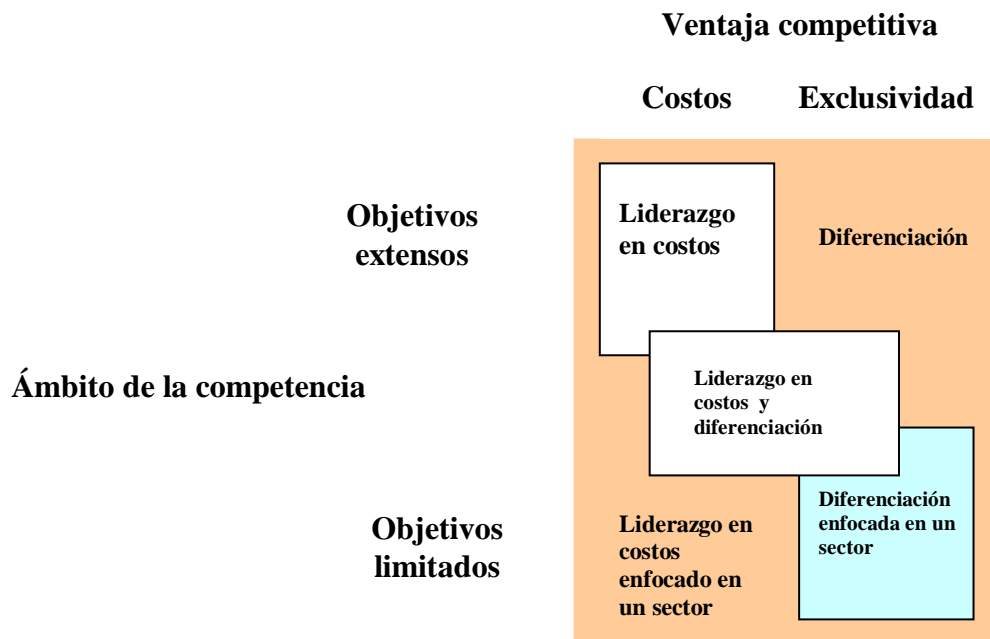 Ventaja competitiva
Costos Exclusividad
Objetivos
extensos
Liderazgo
en costos
Diferenciación
Ámbito de la competencia
Liderazgo en
costos y
diferenciación
Objetivos
limitados
Liderazgo en
costos
enfocado en
un sector
Diferenciación
enfocada en un
sector